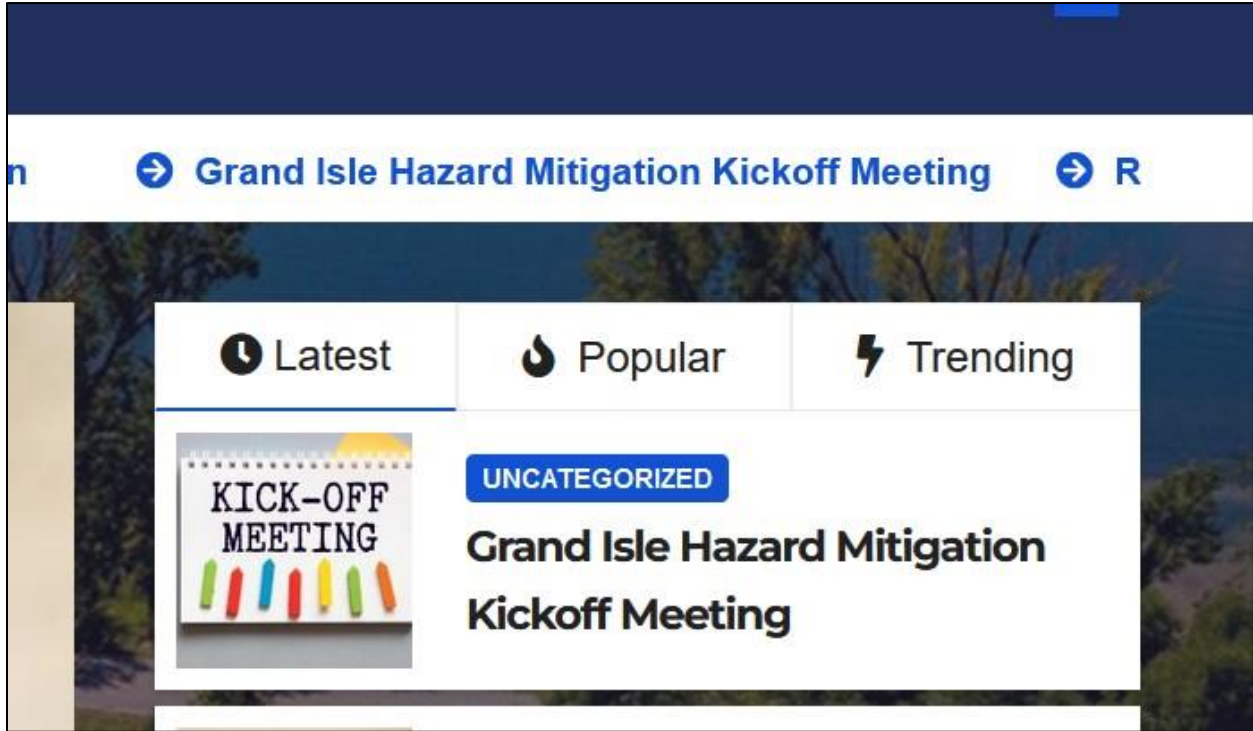 n Grand Isle Hazard Mitigation Kickoff Meeting R
Latest Popular Trending
KICK-OFF
MEETING
UNCATEGORIZED
Grand Isle Hazard Mitigation
Kickoff Meeting